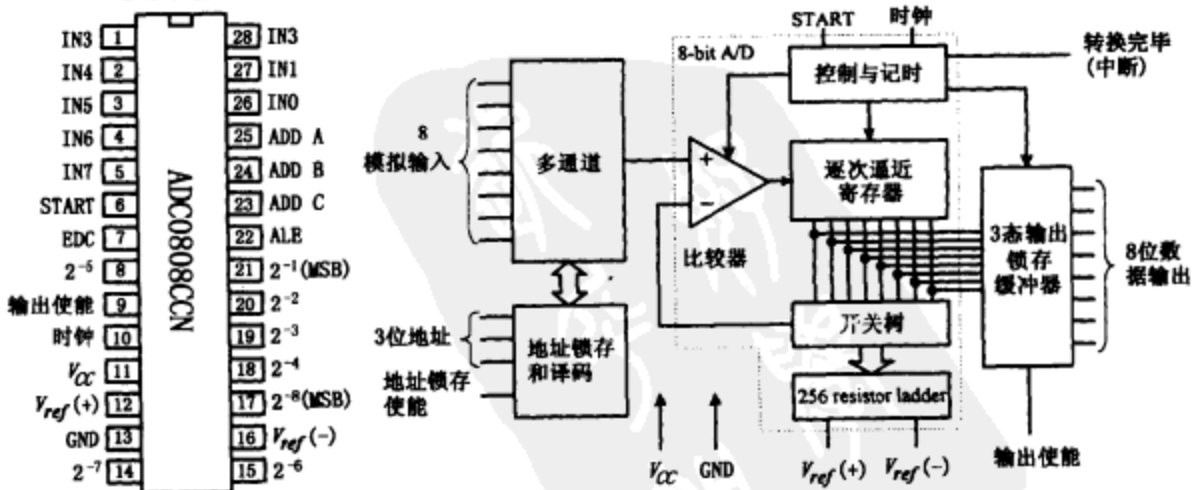 IN3 1
IN4 2
IN5 3
IN6 4
IN7 5
START 6
EDC 7
2⁻⁵ 8
输出使能 9
时钟 10
V_CC 11
V_ref(+) 12
GND 13
2⁻⁷ 14
ADC0808CCN
28 IN3
27 IN1
26 IN0
25 ADD A
24 ADD B
23 ADD C
22 ALE
21 2⁻¹(MSB)
20 2⁻²
19 2⁻³
18 2⁻⁴
17 2⁻⁸(MSB)
16 V_ref(-)
15 2⁻⁶
START
时钟
8-bit A/D
控制与记时
转换完毕
(中断)
8
模拟输入
多通道
+
−
比较器
逐次逼近
寄存器
3态输出
锁存
缓冲器
8位数
据输出
开关树
256 resistor ladder
3位地址
地址锁存
使能
地址锁存
和译码
V_CC
GND
V_ref(+)
V_ref(-)
输出使能